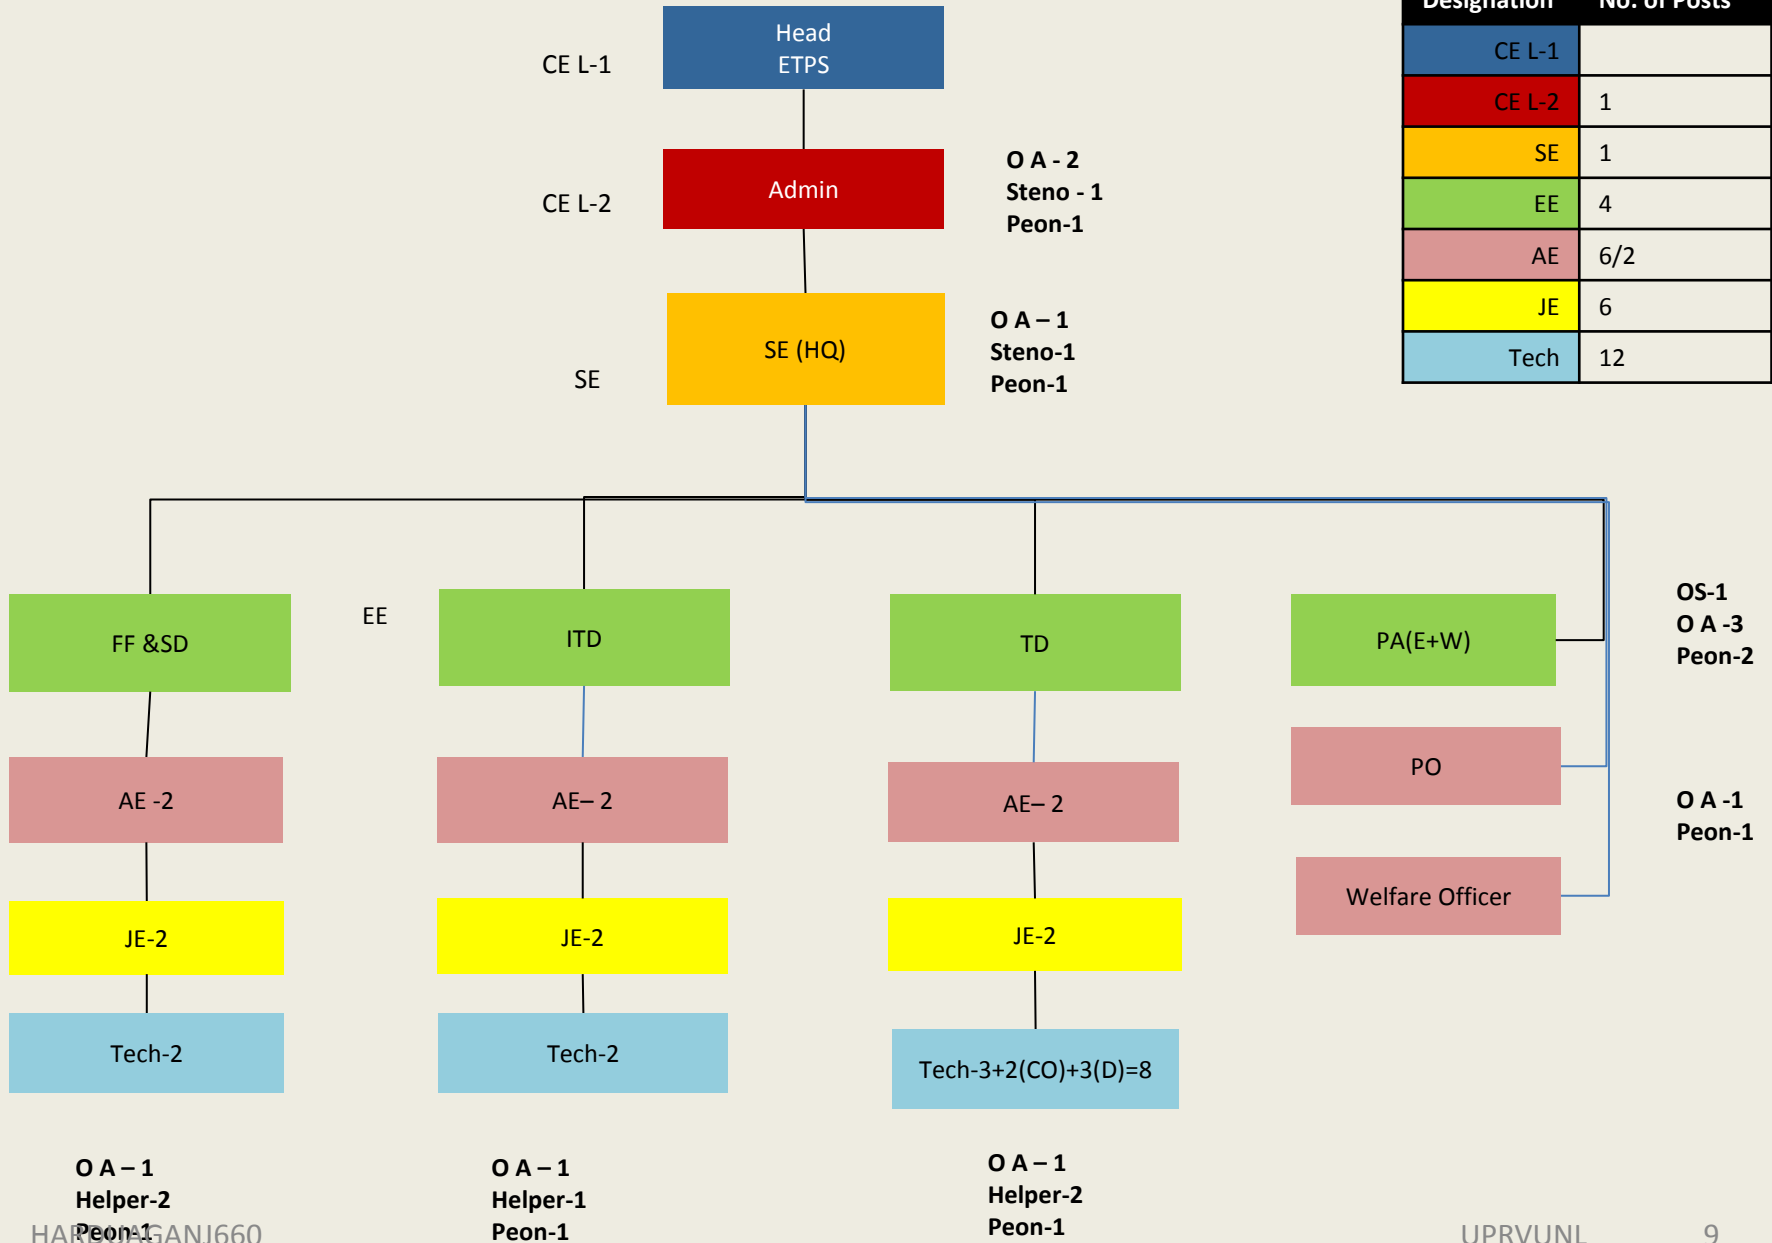 Designation No. of Posts
CE L-1
CE L-2 1
SE 1
EE 4
AE 6/2
JE 6
Tech 12
CE L-1
Head
ETPS
CE L-2
Admin
O A - 2
Steno - 1
Peon-1
SE
SE (HQ)
O A – 1
Steno-1
Peon-1
EE
FF &SD
AE -2
JE-2
Tech-2
O A – 1
Helper-2
Peon-1
ITD
AE– 2
JE-2
Tech-2
O A – 1
Helper-1
Peon-1
TD
AE– 2
JE-2
Tech-3+2(CO)+3(D)=8
O A – 1
Helper-2
Peon-1
PA(E+W)
OS-1
O A -3
Peon-2
PO
O A -1
Peon-1
Welfare Officer
HARDUAGANJ660
UPRVUNL
9